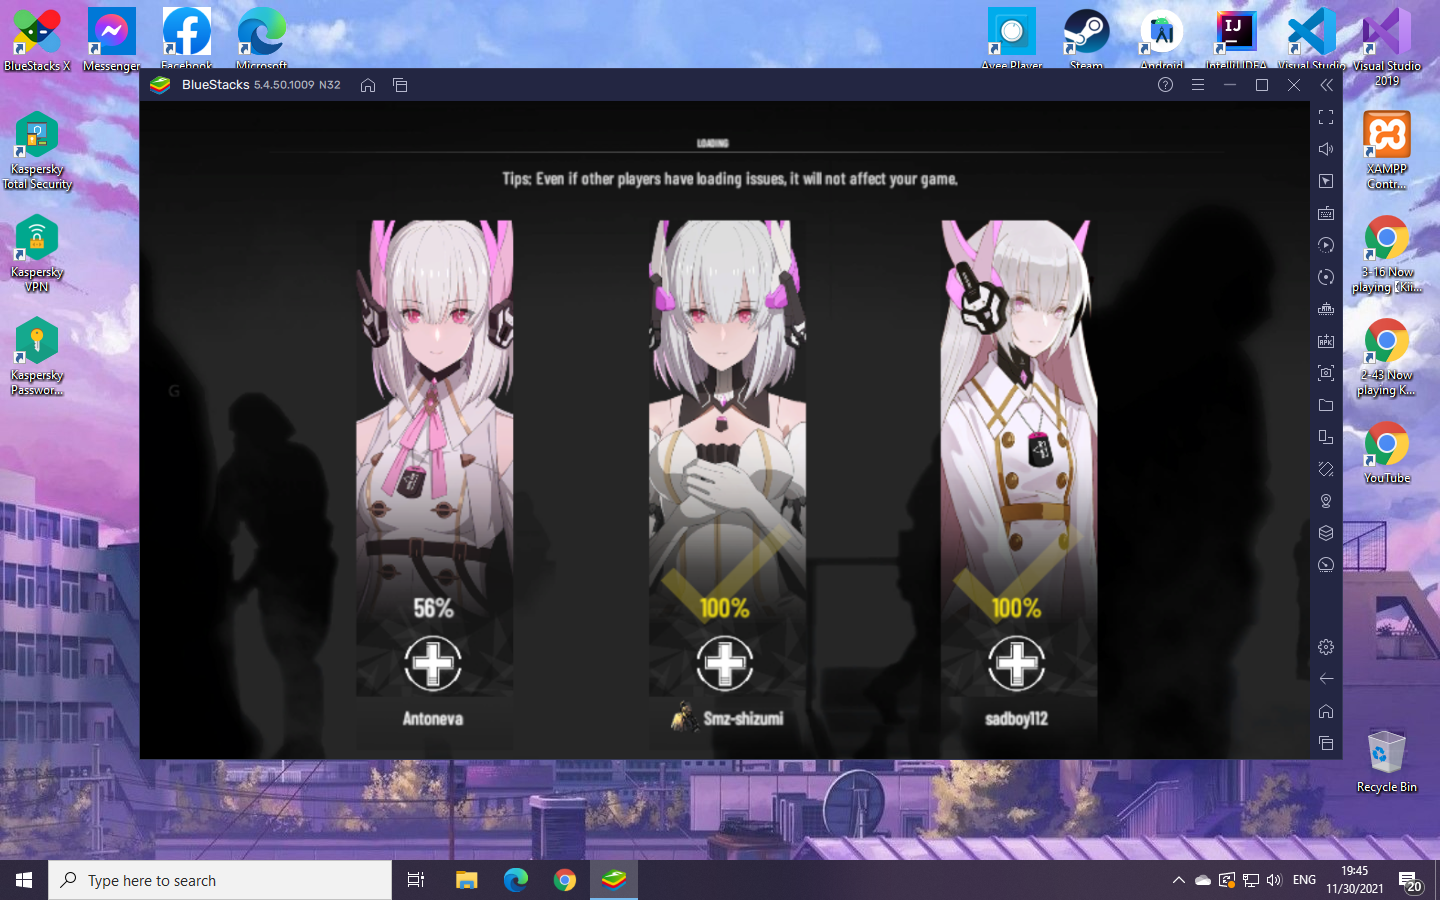 BlueStacks X
Messenger
Facebook
Microsoft
Avee Player
Steam
Android
IntelliJ IDEA
Visual Studio
Visual Studio
2019
BlueStacks 5.4.50.1009 N32
Kaspersky
Total Security
Kaspersky
VPN
Kaspersky
Passwor...
LOADING
Tips: Even if other players have loading issues, it will not affect your game.
G
56%
100%
100%
Antoneva
Smz-shizumi
sadboy112
XAMPP
Contr...
3-16 Now
playing【Kii...
2-43 Now
playing K...
YouTube
Recycle Bin
Type here to search
ENG
19:45
11/30/2021
20